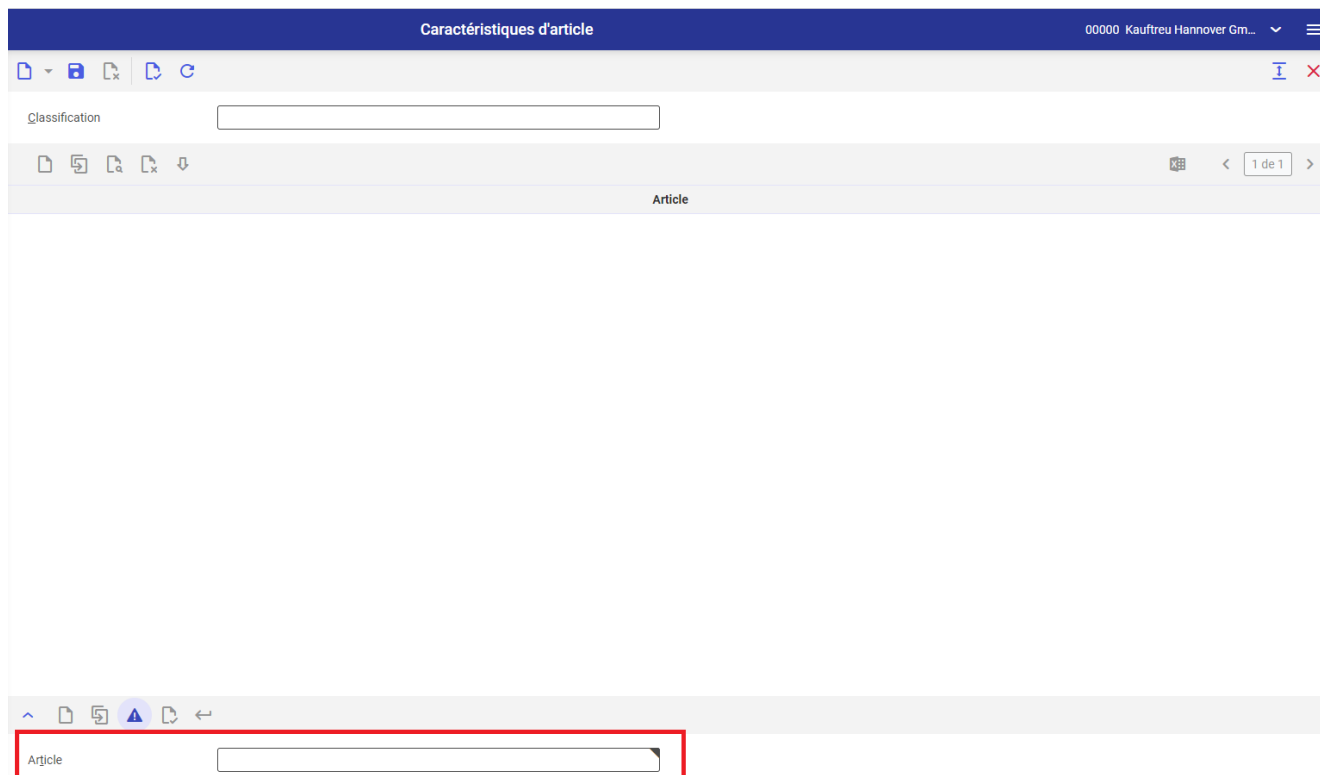 Caractéristiques d'article
00000 Kauftreu Hannover Gm...
Classification
1 de 1
Article
Article